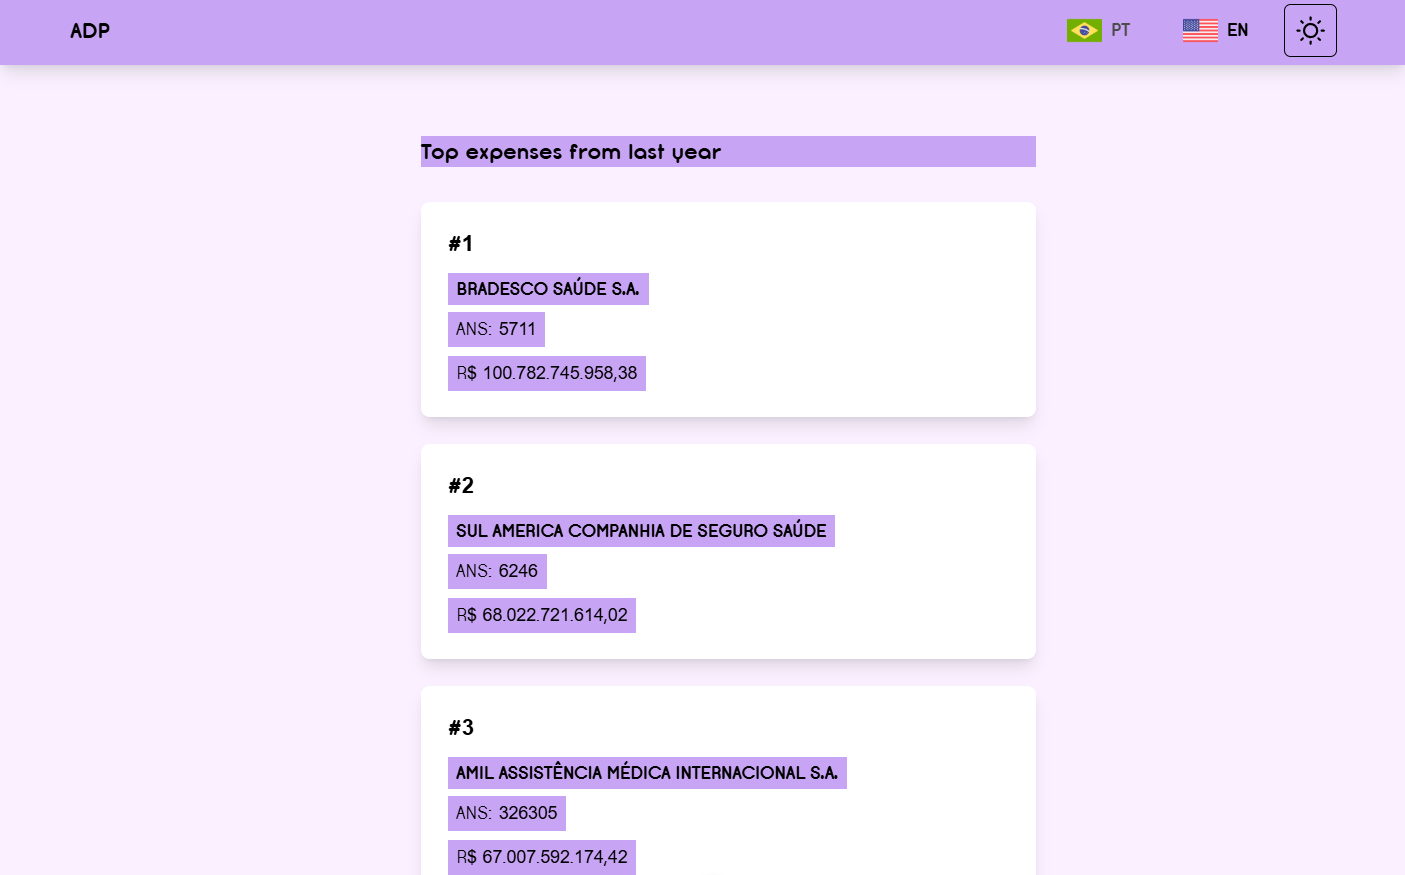 ADP
PT
EN
Top expenses from last year
#1
BRADESCO SAÚDE S.A.
ANS: 5711
R$ 100.782.745.958,38
#2
SUL AMERICA COMPANHIA DE SEGURO SAÚDE
ANS: 6246
R$ 68.022.721.614,02
#3
AMIL ASSISTÊNCIA MÉDICA INTERNACIONAL S.A.
ANS: 326305
R$ 67.007.592.174,42